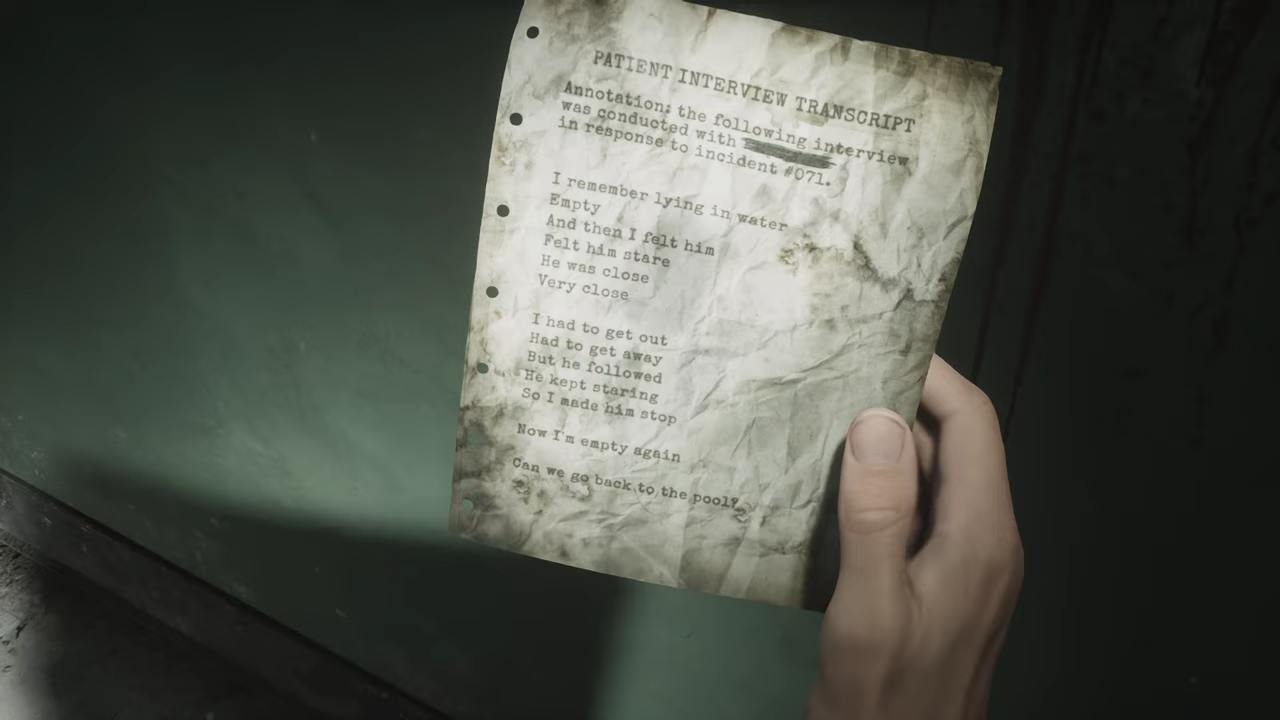 PATIENT INTERVIEW TRANSCRIPT
Annotation: the following interview
was conducted with
in response to incident #071.
I remember lying in water
Empty
And then I felt him
Felt him stare
He was close
Very close
I had to get out
Had to get away
But he followed
He kept staring
So I made him stop
Now I'm empty again
Can we go back to the pool?